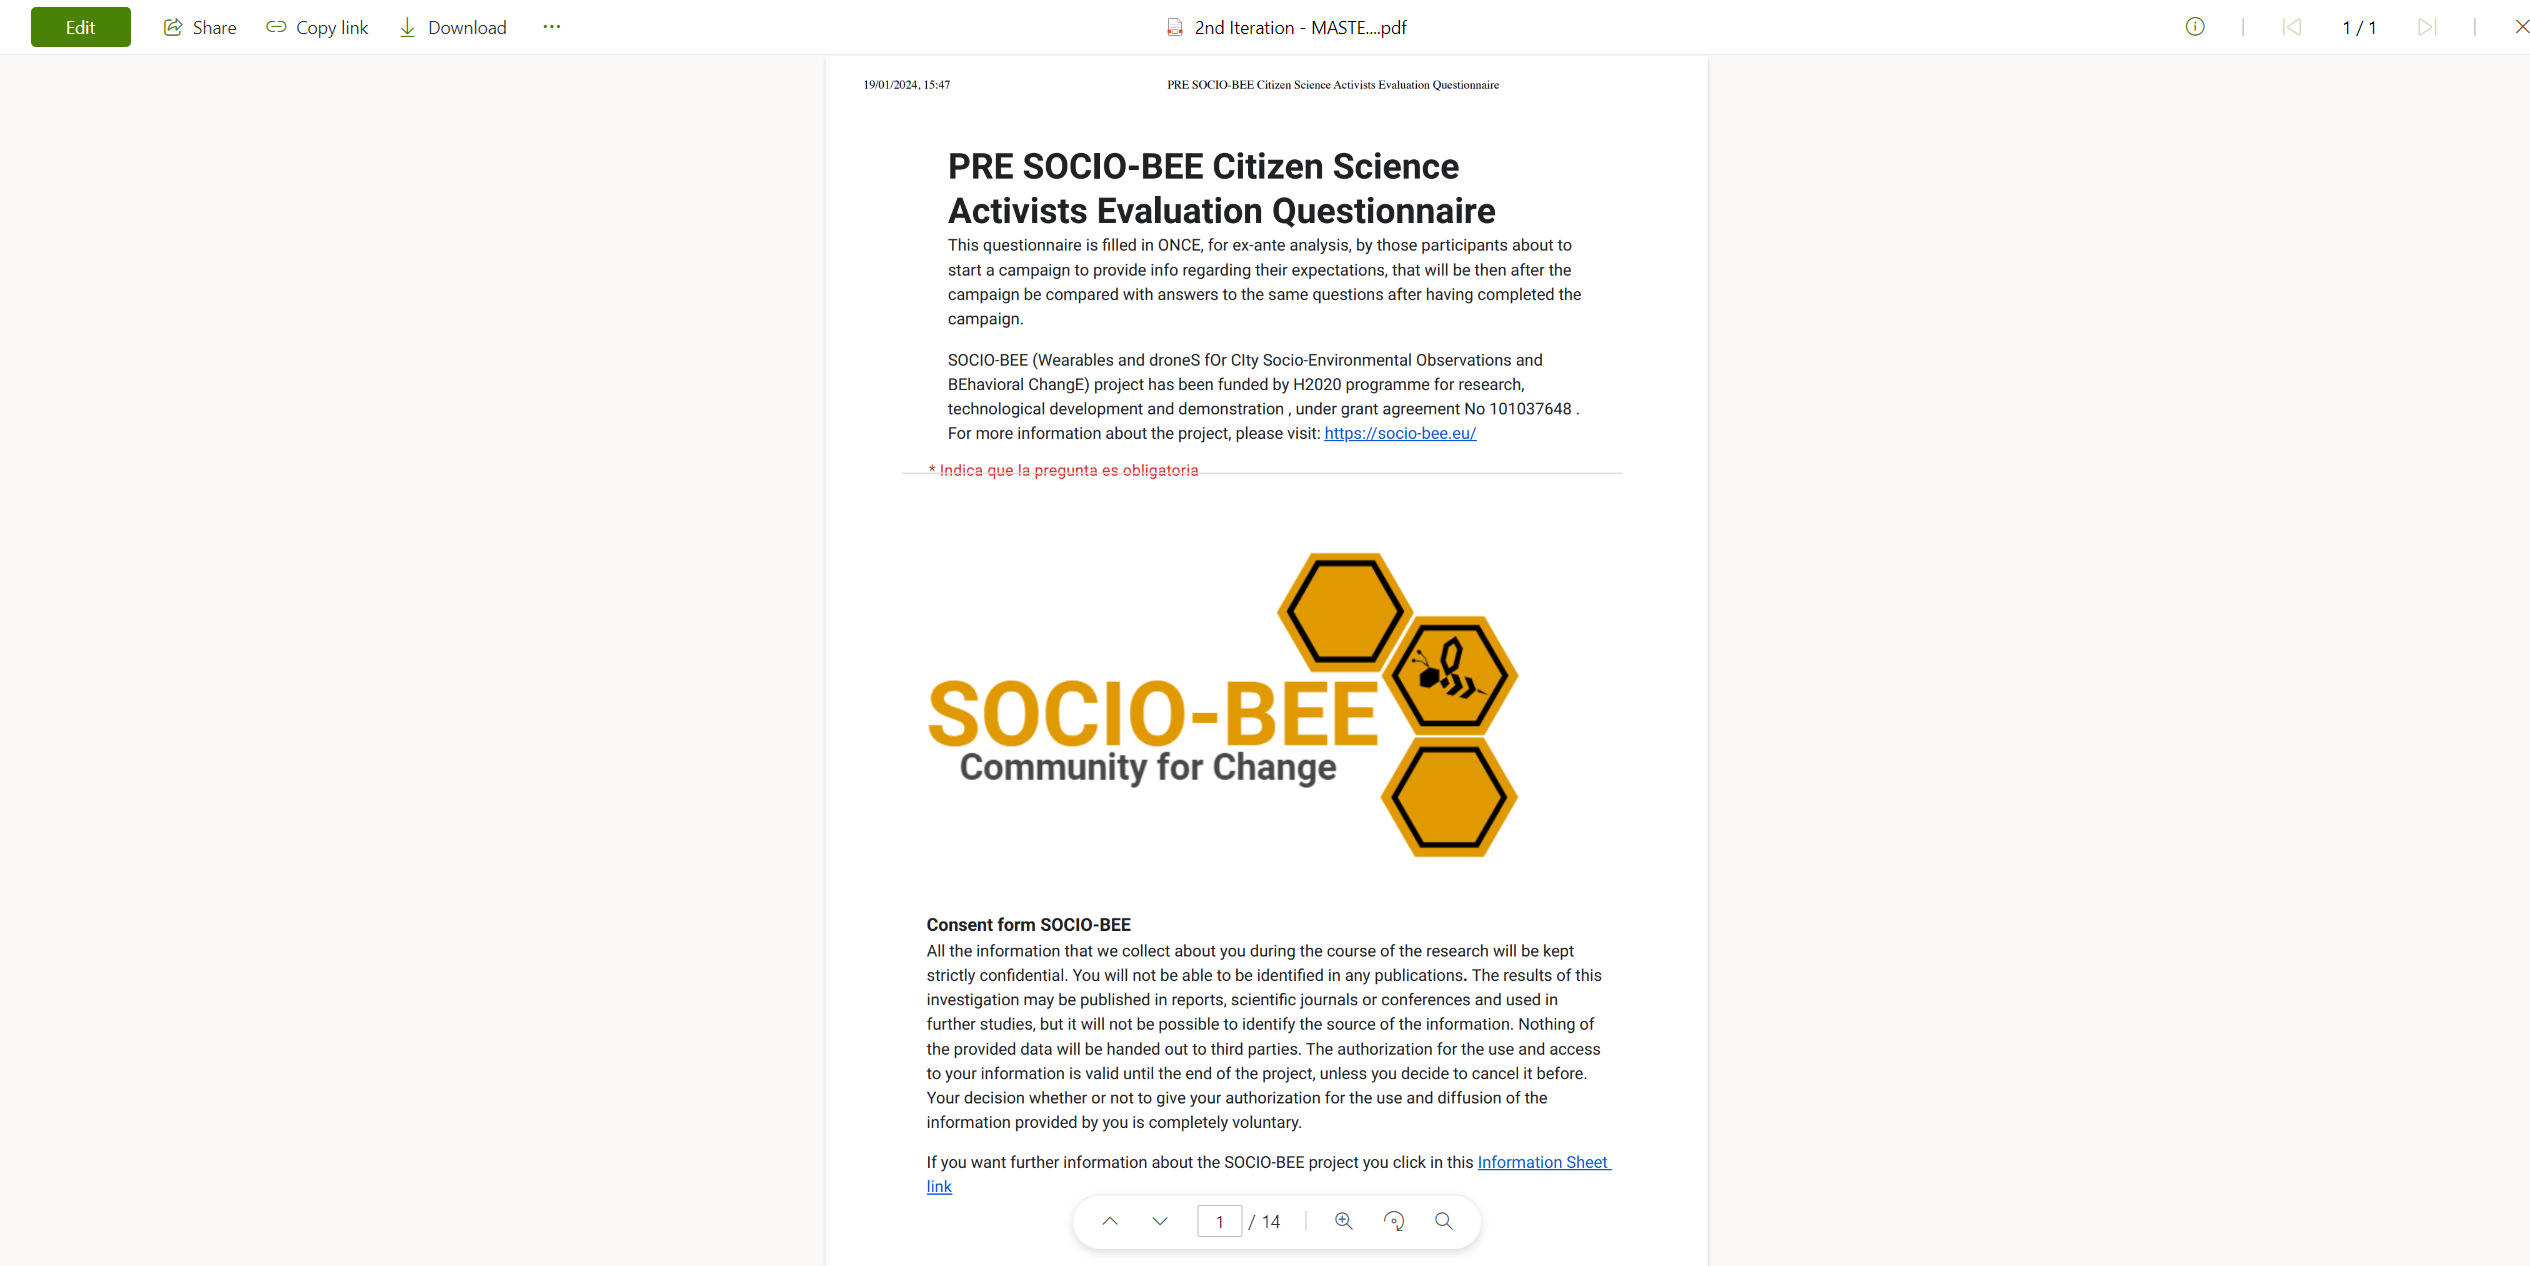 Edit
Share
Copy link
Download
2nd Iteration - MASTE....pdf
1 / 1
19/01/2024, 15:47
PRE SOCIO-BEE Citizen Science Activists Evaluation Questionnaire
PRE SOCIO-BEE Citizen Science
Activists Evaluation Questionnaire
This questionnaire is filled in ONCE, for ex-ante analysis, by those participants about to
start a campaign to provide info regarding their expectations, that will be then after the
campaign be compared with answers to the same questions after having completed the
campaign.
SOCIO-BEE (Wearables and droneS fOr CIty Socio-Environmental Observations and
BEhavioral ChangE) project has been funded by H2020 programme for research,
technological development and demonstration , under grant agreement No 101037648 .
For more information about the project, please visit: https://socio-bee.eu/
* Indica que la pregunta es obligatoria
SOCIO-BEE
Community for Change
Consent form SOCIO-BEE
All the information that we collect about you during the course of the research will be kept
strictly confidential. You will not be able to be identified in any publications. The results of this
investigation may be published in reports, scientific journals or conferences and used in
further studies, but it will not be possible to identify the source of the information. Nothing of
the provided data will be handed out to third parties. The authorization for the use and access
to your information is valid until the end of the project, unless you decide to cancel it before.
Your decision whether or not to give your authorization for the use and diffusion of the
information provided by you is completely voluntary.
If you want further information about the SOCIO-BEE project you click in this Information Sheet
link
1 / 14